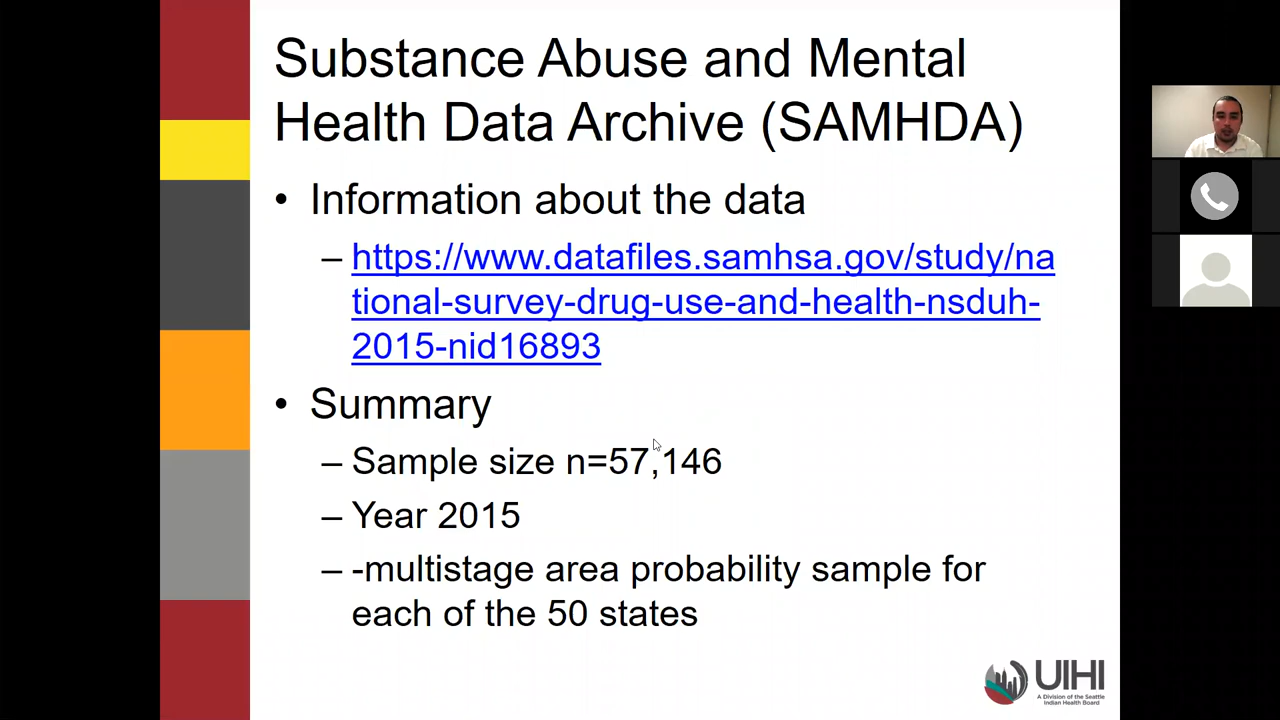 Substance Abuse and Mental
Health Data Archive (SAMHDA)
• Information about the data
– https://www.datafiles.samhsa.gov/study/na
tional-survey-drug-use-and-health-nsduh-
2015-nid16893
• Summary
– Sample size n=57,146
– Year 2015
– -multistage area probability sample for
each of the 50 states
UIHI
A Division of the Seattle
Indian Health Board